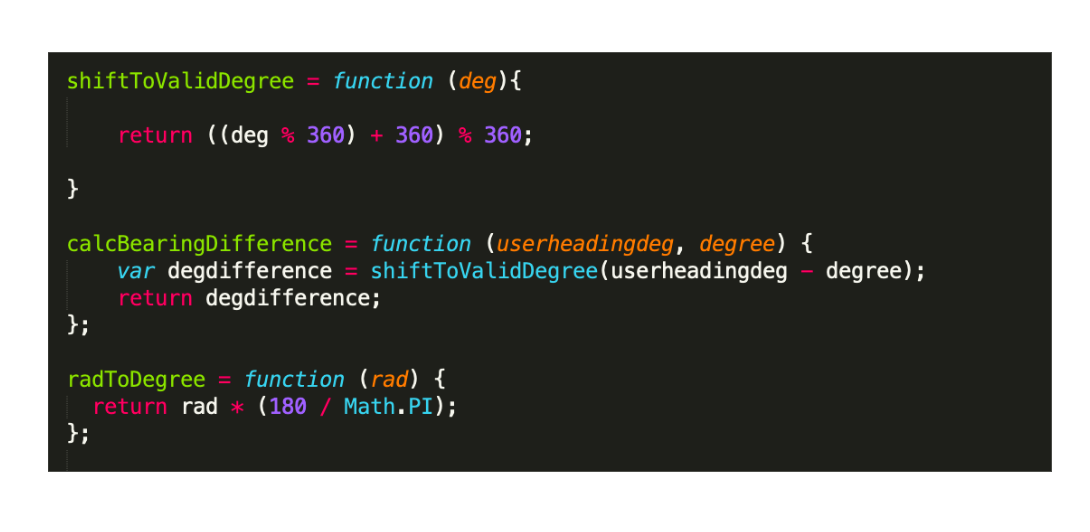 shiftToValidDegree = function (deg){
return ((deg % 360) + 360) % 360;
}
calcBearingDifference = function (userheadingdeg, degree) {
var degdifference = shiftToValidDegree(userheadingdeg - degree);
return degdifference;
};
radToDegree = function (rad) {
return rad * (180 / Math.PI);
};